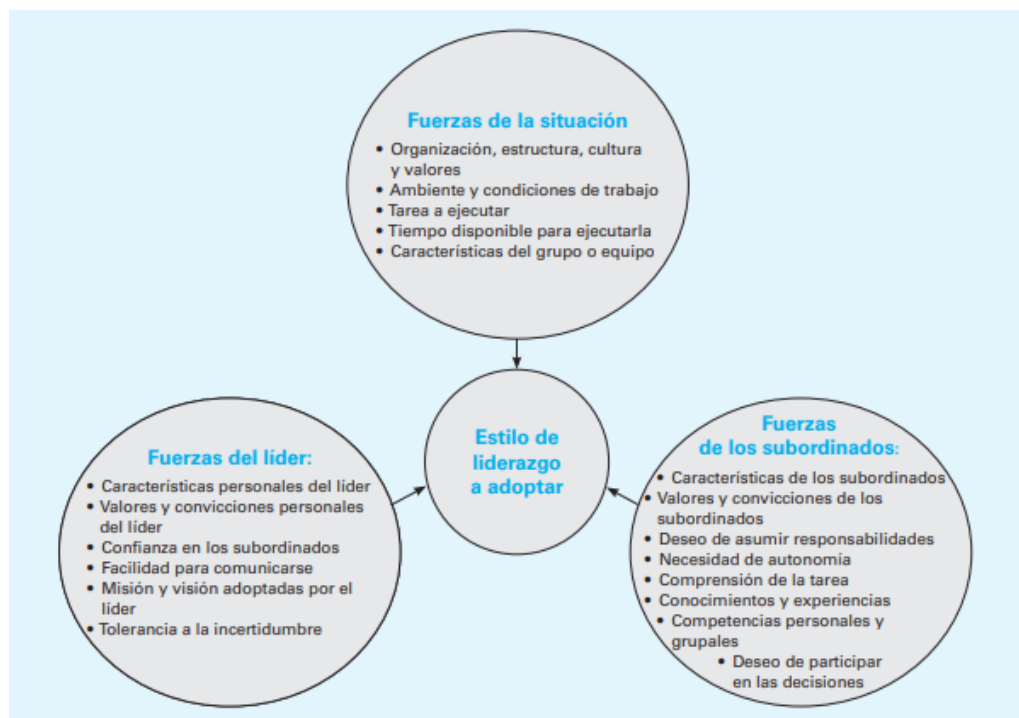 Fuerzas de la situación
• Organización, estructura, cultura
y valores
• Ambiente y condiciones de trabajo
• Tarea a ejecutar
• Tiempo disponible para ejecutarla
• Características del grupo o equipo
Estilo de
liderazgo
a adoptar
Fuerzas del líder:
• Características personales del líder
• Valores y convicciones personales
del líder
• Confianza en los subordinados
• Facilidad para comunicarse
• Misión y visión adoptadas por el
líder
• Tolerancia a la incertidumbre
Fuerzas
de los subordinados:
• Características de los subordinados
• Valores y convicciones de los
subordinados
• Deseo de asumir responsabilidades
• Necesidad de autonomía
• Comprensión de la tarea
• Conocimientos y experiencias
• Competencias personales y
grupales
• Deseo de participar
en las decisiones